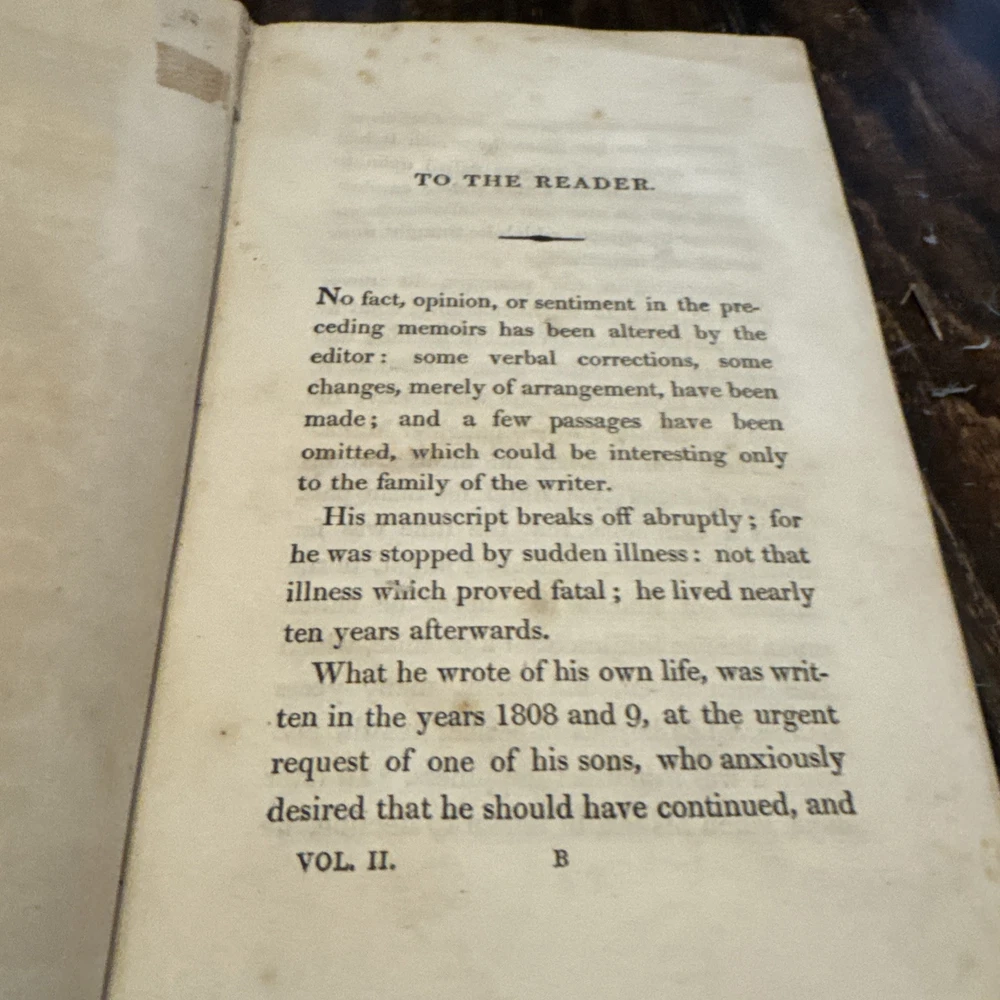 TO THE READER.
No fact, opinion, or sentiment in the pre-
ceding memoirs has been altered by the
editor: some verbal corrections, some
changes, merely of arrangement, have been
made; and a few passages have been
omitted, which could be interesting only
to the family of the writer.
His manuscript breaks off abruptly; for
he was stopped by sudden illness: not that
illness which proved fatal; he lived nearly
ten years afterwards.
What he wrote of his own life, was writ-
ten in the years 1808 and 9, at the urgent
request of one of his sons, who anxiously
desired that he should have continued, and
VOL. II. B